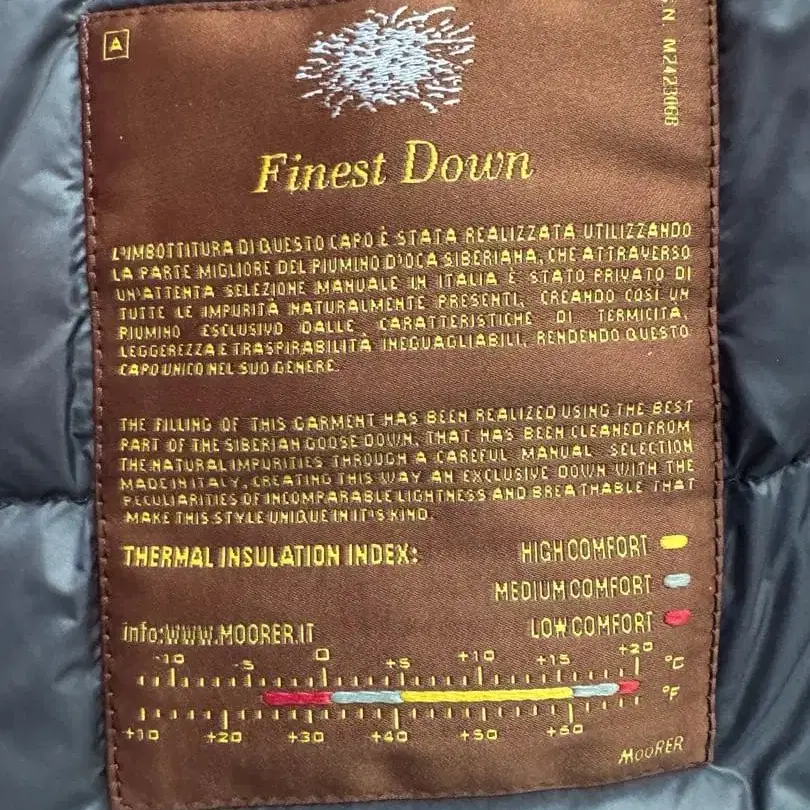 A
SN. M2423066
Finest Down
L'IMBOTTITURA DI QUESTO CAPO È STATA REALIZZATA UTILIZZANDO
LA PARTE MIGLIORE DEL PIUMINO D'OCA SIBERIANA, CHE ATTRAVERSO
UN'ATTENTA SELEZIONE MANUALE IN ITALIA È STATO PRIVATO DI
TUTTE LE IMPURITÀ NATURALMENTE PRESENTI, CREANDO COSÌ UN
PIUMINO ESCLUSIVO DALLE CARATTERISTICHE DI TERMICITÀ,
LEGGEREZZA E TRASPIRABILITÀ INEGUAGLIABILI, RENDENDO QUESTO
CAPO UNICO NEL SUO GENERE.
THE FILLING OF THIS GARMENT HAS BEEN REALIZED USING THE BEST
PART OF THE SIBERIAN GOOSE DOWN, THAT HAS BEEN CLEANED FROM
THE NATURAL IMPURITIES THROUGH A CAREFUL MANUAL SELECTION
MADE IN ITALY, CREATING THIS WAY AN EXCLUSIVE DOWN WITH THE
PECULIARITIES OF INCOMPARABLE LIGHTNESS AND BREATHABLE THAT
MAKE THIS STYLE UNIQUE IN IT'S KIND.
THERMAL INSULATION INDEX: HIGH COMFORT
MEDIUM COMFORT
info:WWW.MOORER.IT LOW COMFORT
-10 -5 0 +5 +10 +15 +20 °C
°F
+10 +20 +30 +40 +50 +60
MOORER